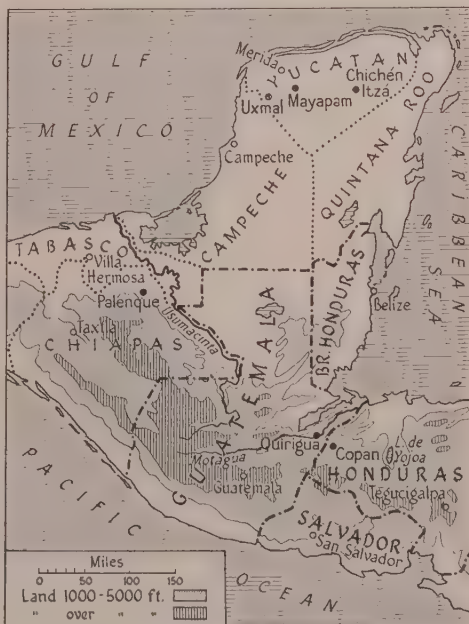 GULF
OF
MEXICO
Merida
YUCATAN
Chichén
Itzá
Mayapam
Uxmal
Campeche
CAMPECHE
QUINTANA ROO
CARIBBEAN
SEA
TABASCO
Villa
Hermosa
Palenque
Usumacinta
Tuxtla
CHIAPAS
GUATEMALA
BR. HONDURAS
Belize
Quirigua
Copan
L. de
Yojoa
Motagua
Guatemala
HONDURAS
Tegucigalpa
SALVADOR
San Salvador
PACIFIC
OCEAN
Miles
0 50 100 150
Land 1000-5000 ft.
" over " "